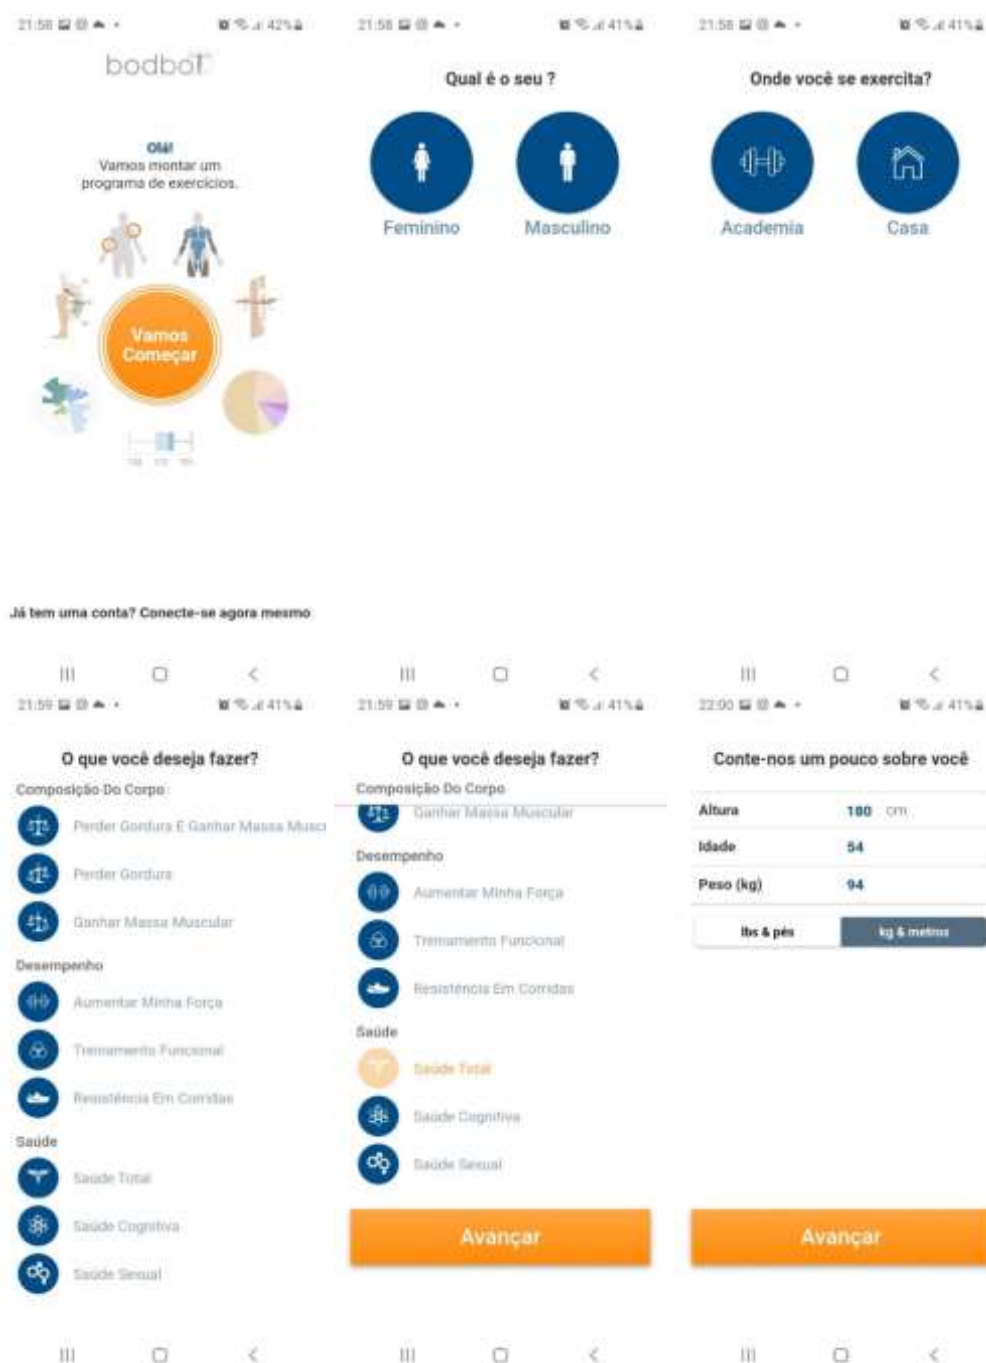 21:58 42%
bodbot
Olá!
Vamos montar um
programa de exercícios.
Vamos
Começar
Já tem uma conta? Conecte-se agora mesmo
21:58 41%
Qual é o seu ?
Feminino Masculino
21:58 41%
Onde você se exercita?
Academia Casa
21:59 41%
O que você deseja fazer?
Composição Do Corpo
Perder Gordura E Ganhar Massa Musc
Perder Gordura
Ganhar Massa Muscular
Desempenho
Aumentar Minha Força
Treinamento Funcional
Resistência Em Corridas
Saúde
Saúde Total
Saúde Cognitiva
Saúde Sexual
21:59 41%
O que você deseja fazer?
Composição Do Corpo
Ganhar Massa Muscular
Desempenho
Aumentar Minha Força
Treinamento Funcional
Resistência Em Corridas
Saúde
Saúde Total
Saúde Cognitiva
Saúde Sexual
Avançar
22:00 41%
Conte-nos um pouco sobre você
Altura 180 cm
Idade 54
Peso (kg) 94
lbs & pés kg & metros
Avançar